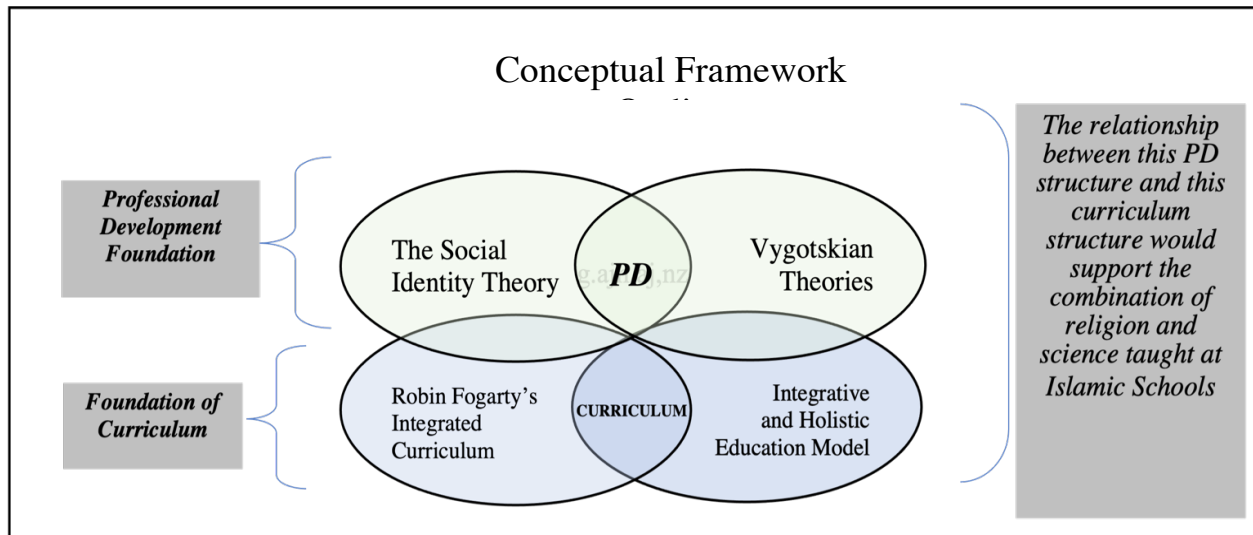 Conceptual Framework
Professional
Development
Foundation
The Social
Identity Theory
PD
Vygotskian
Theories
Foundation of
Curriculum
Robin Fogarty’s
Integrated
Curriculum
CURRICULUM
Integrative
and Holistic
Education Model
The relationship
between this PD
structure and this
curriculum
structure would
support the
combination of
religion and
science taught at
Islamic Schools